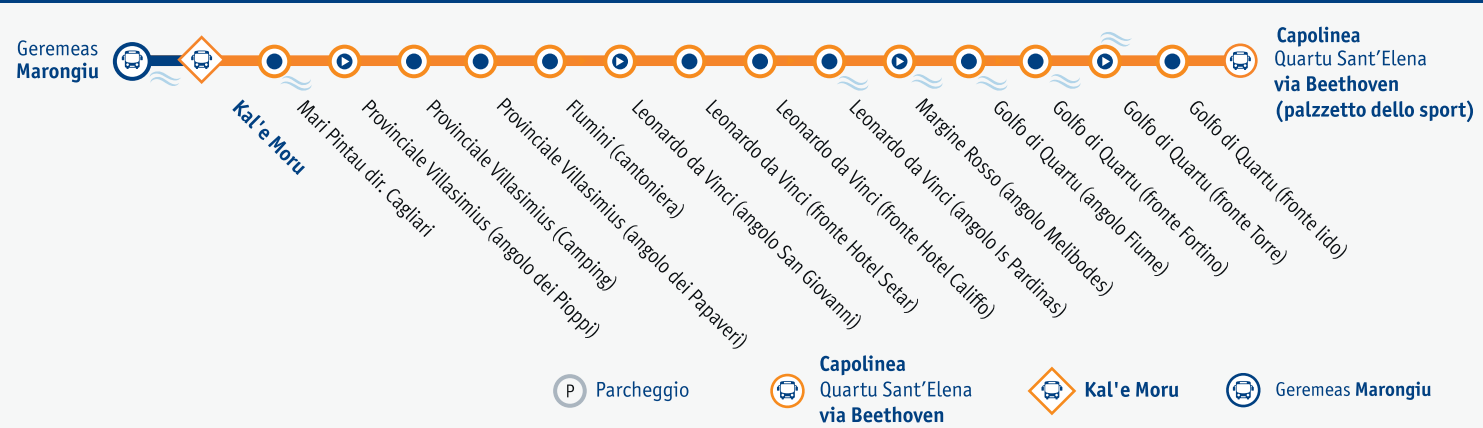 Geremeas
Marongiu
Kal'e Moru
Mari Pintau dir. Cagliari
Provinciale Villasimius (angolo dei Pioppi)
Provinciale Villasimius (Camping)
Provinciale Villasimius (angolo dei Papaveri)
Flumini (cantoniera)
Leonardo da Vinci (angolo San Giovanni)
Leonardo da Vinci (fronte Hotel Setar)
Leonardo da Vinci (fronte Hotel Califfo)
Leonardo da Vinci (angolo Is Pardinas)
Margine Rosso (angolo Melibodes)
Golfo di Quartu (angolo Fiume)
Golfo di Quartu (fronte Fortino)
Golfo di Quartu (fronte Torre)
Golfo di Quartu (fronte lido)
Capolinea
Quartu Sant'Elena
via Beethoven
(palzzetto dello sport)
P Parcheggio
Capolinea
Quartu Sant'Elena
via Beethoven
Kal'e Moru
Geremeas Marongiu